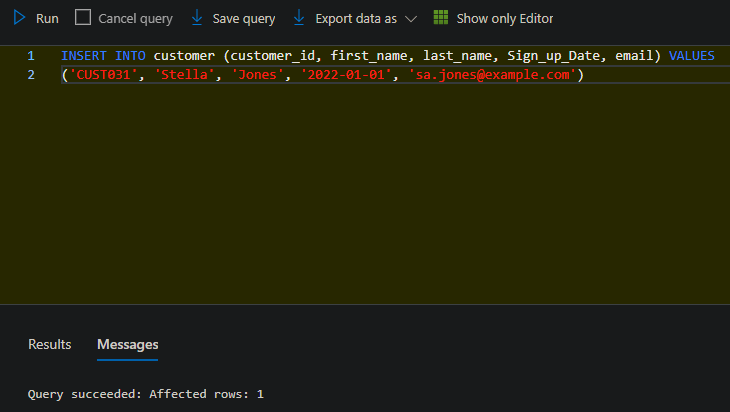 Run Cancel query Save query Export data as Show only Editor
1 INSERT INTO customer (customer_id, first_name, last_name, Sign_up_Date, email) VALUES
2 ('CUST031', 'Stella', 'Jones', '2022-01-01', 'sa.jones@example.com')
Results Messages
Query succeeded: Affected rows: 1